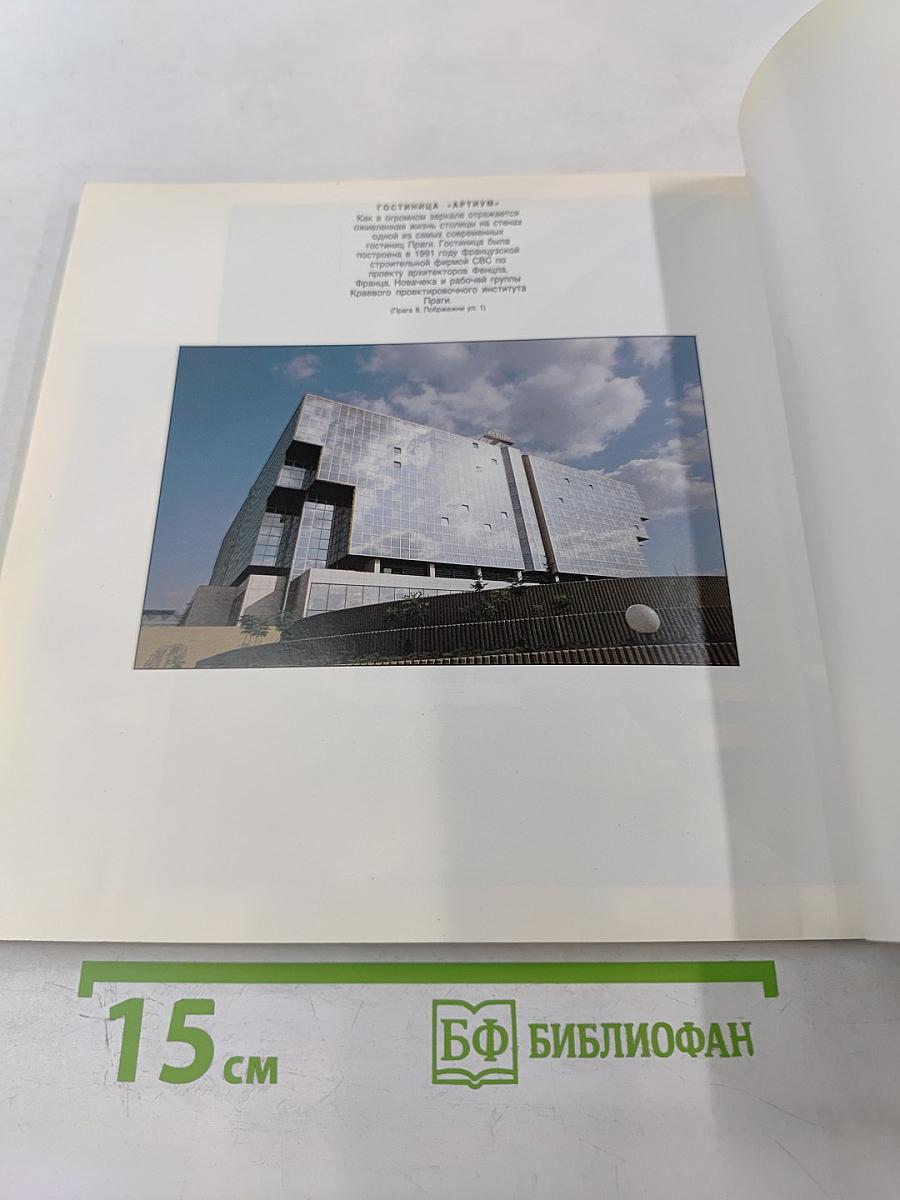 ГОСТИНИЦА «АРТИУМ»
Как в огромном зеркале отражается
оживленная жизнь столицы на стенах
одной из самых современных
гостиниц Праги. Гостиница была
построена в 1991 году французской
строительной фирмой СВС по
проекту архитекторов Фенцла,
Франца, Новачека и рабочей группы
Краевого проектировочного института
Праги.
(Прага 8, Побржежни ул. 1)
15 см
БФ БИБЛИОФАН